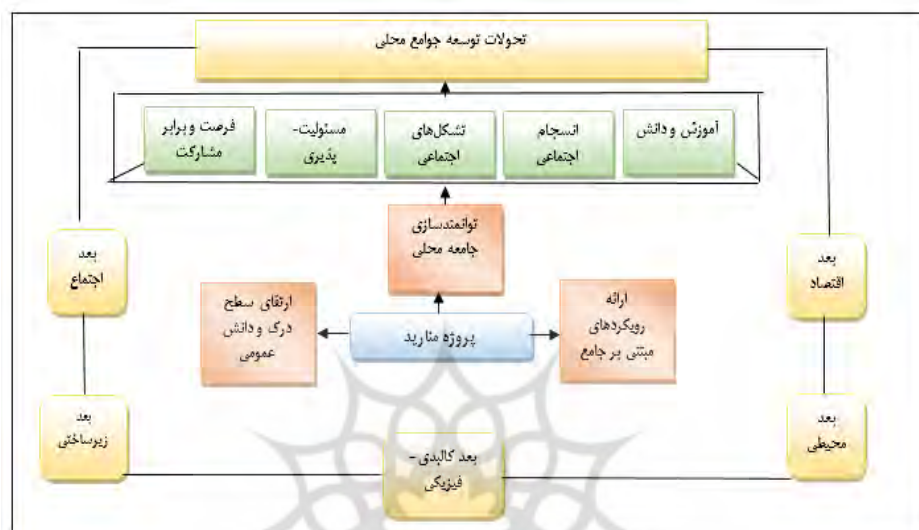 تحولات توسعه جوامع محلی
آموزش و دانش
انسجام
اجتماعی
تشکل‌های
اجتماعی
مسئولیت-
پذیری
فرصت و برابر
مشارکت
توانمندسازی
جامعه محلی
بعد
اقتصاد
بعد
اجتماع
ارائه
رویکردهای
مبتنی بر جامع
پروژه منارید
ارتقای سطح
درک و دانش
عمومی
بعد
محیطی
بعد
زیرساختی
بعد کالبدی -
فیزیکی